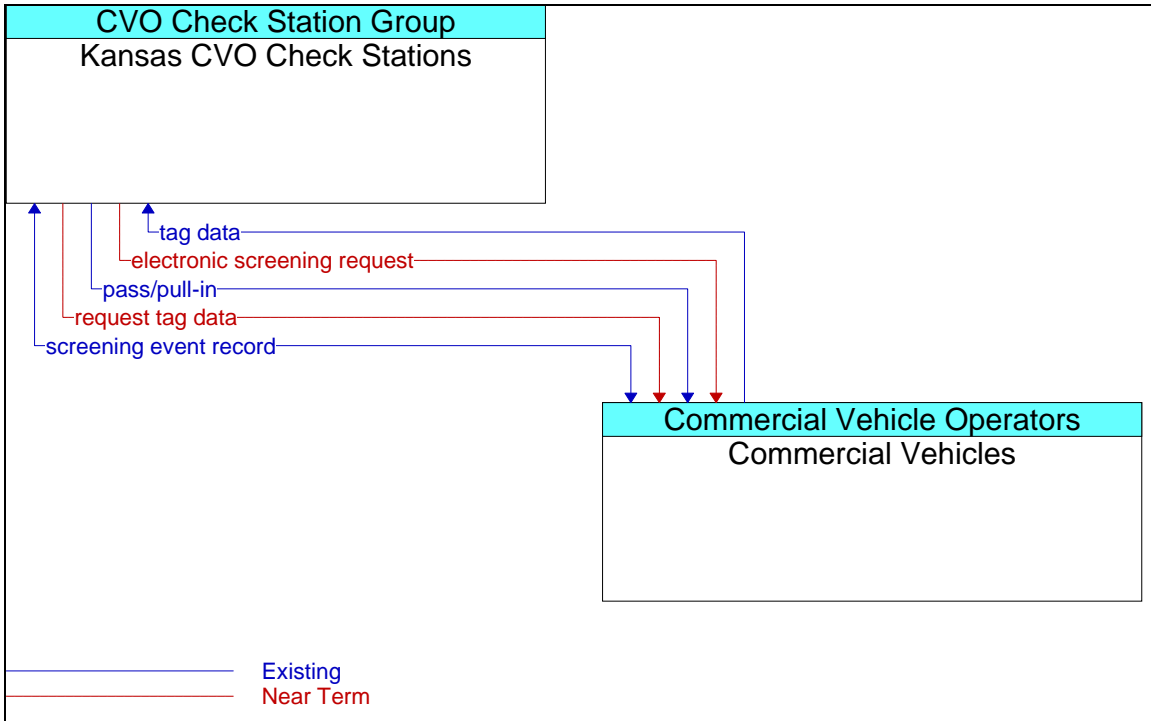 CVO Check Station Group
Kansas CVO Check Stations
tag data
electronic screening request
pass/pull-in
request tag data
screening event record
Commercial Vehicle Operators
Commercial Vehicles
Existing
Near Term